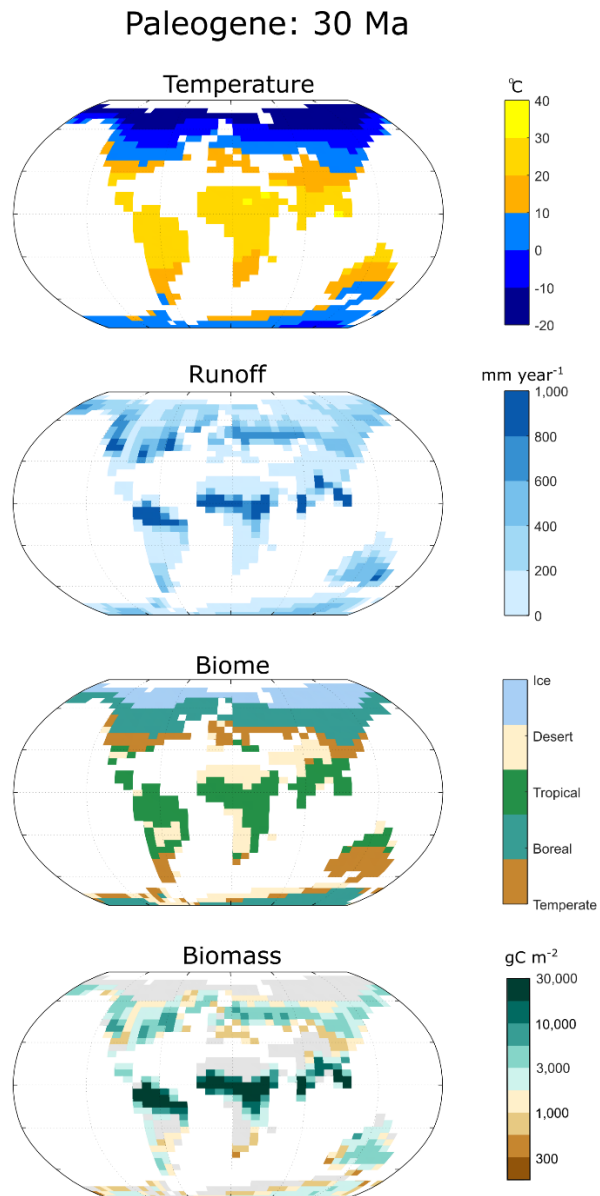 Paleogene: 30 Ma
Temperature
°C
40
30
20
10
0
-10
-20
Runoff
mm year⁻¹
1,000
800
600
400
200
0
Biome
Ice
Desert
Tropical
Boreal
Temperate
Biomass
gC m⁻²
30,000
10,000
3,000
1,000
300